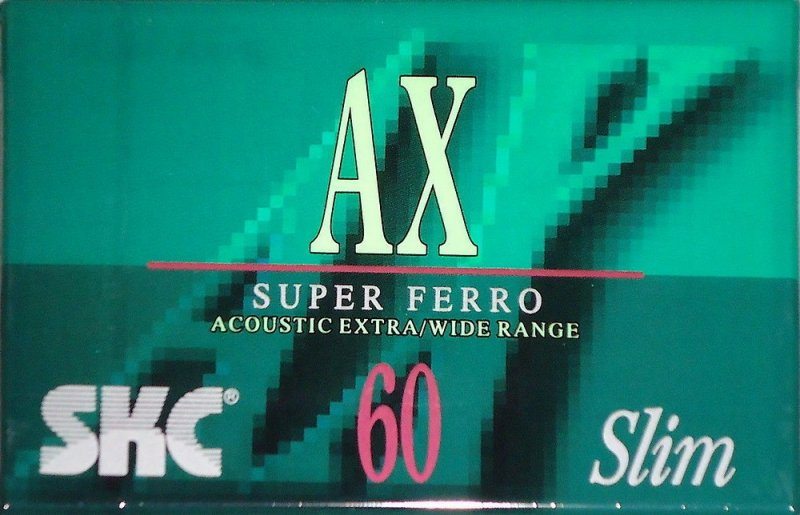 AX
SUPER FERRO
ACOUSTIC EXTRA/WIDE RANGE
SKC®
60
Slim